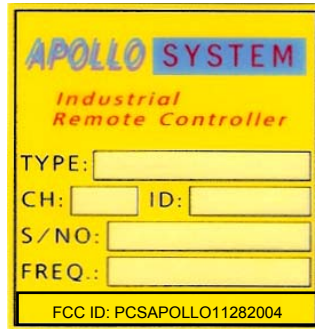 APOLLO SYSTEM
Industrial
Remote Controller
TYPE:
CH: ID:
S/NO:
FREQ.:
FCC ID: PCSAPOLLO11282004